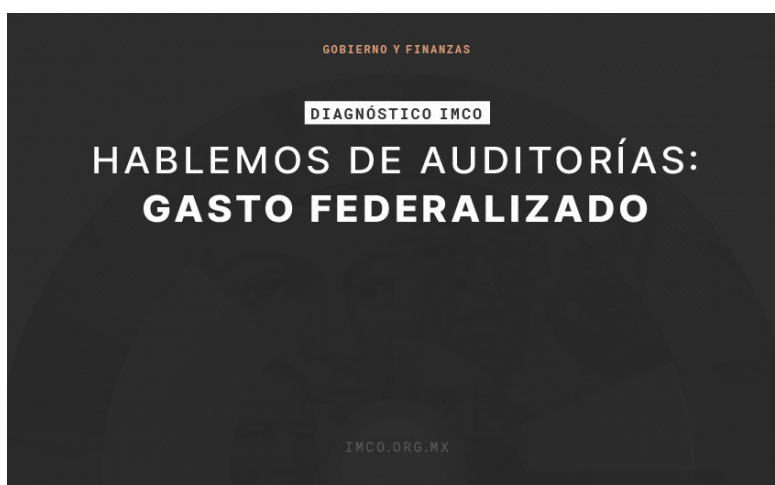 GOBIERNO Y FINANZAS
DIAGNÓSTICO IMCO
HABLEMOS DE AUDITORÍAS:
GASTO FEDERALIZADO
IMCO.ORG.MX